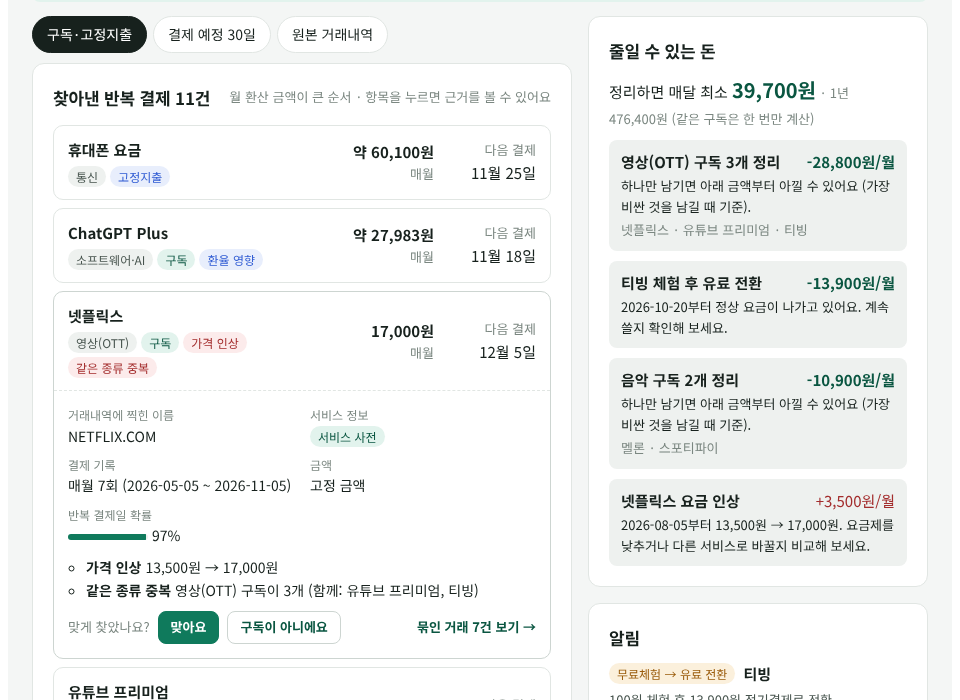 구독·고정지출
결제 예정 30일
원본 거래내역
찾아낸 반복 결제 11건
월 환산 금액이 큰 순서 · 항목을 누르면 근거를 볼 수 있어요
휴대폰 요금
통신
고정지출
약 60,100원
매월
다음 결제
11월 25일
ChatGPT Plus
소프트웨어·AI
구독
환율 영향
약 27,983원
매월
다음 결제
11월 18일
넷플릭스
영상(OTT)
구독
가격 인상
같은 종류 중복
17,000원
매월
다음 결제
12월 5일
거래내역에 찍힌 이름
NETFLIX.COM
서비스 정보
서비스 사전
결제 기록
매월 7회 (2026-05-05 ~ 2026-11-05)
금액
고정 금액
반복 결제일 확률
97%
가격 인상 13,500원 → 17,000원
같은 종류 중복 영상(OTT) 구독이 3개 (함께: 유튜브 프리미엄, 티빙)
맞게 찾았나요?
맞아요
구독이 아니에요
묶인 거래 7건 보기 →
유튜브 프리미엄
줄일 수 있는 돈
정리하면 매달 최소 39,700원 · 1년
476,400원 (같은 구독은 한 번만 계산)
영상(OTT) 구독 3개 정리
-28,800원/월
하나만 남기면 아래 금액부터 아낄 수 있어요 (가장
비싼 것을 남길 때 기준).
넷플릭스 · 유튜브 프리미엄 · 티빙
티빙 체험 후 유료 전환
-13,900원/월
2026-10-20부터 정상 요금이 나가고 있어요. 계속
쓸지 확인해 보세요.
음악 구독 2개 정리
-10,900원/월
하나만 남기면 아래 금액부터 아낄 수 있어요 (가장
비싼 것을 남길 때 기준).
멜론 · 스포티파이
넷플릭스 요금 인상
+3,500원/월
2026-08-05부터 13,500원 → 17,000원. 요금제를
낮추거나 다른 서비스로 바꿀지 비교해 보세요.
알림
무료체험 → 유료 전환
티빙
100원 체험 후 13,900원 정기결제로 전환